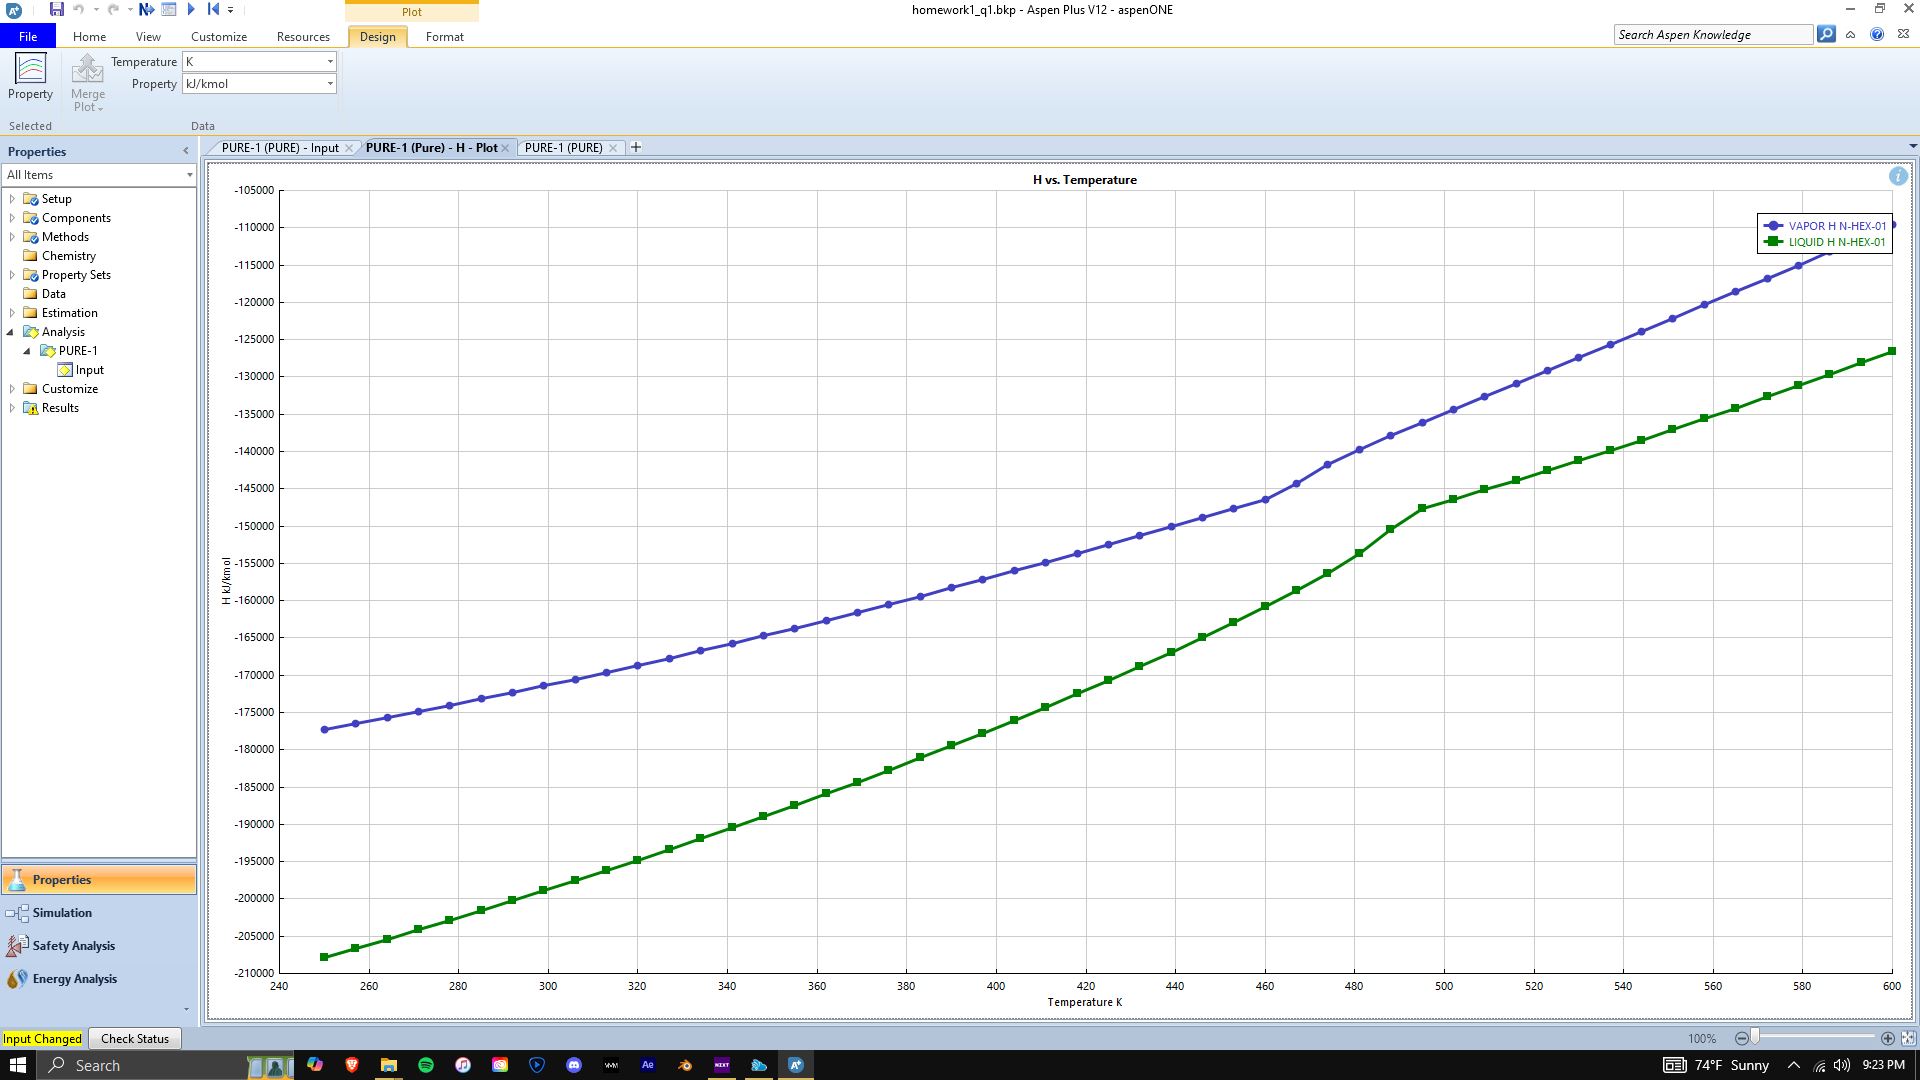 homework1_q1.bkp - Aspen Plus V12 - aspenONE
Plot
File Home View Customize Resources Design Format
Search Aspen Knowledge
Temperature K
Property kJ/kmol
Property
Merge
Plot
Selected
Data
Properties
All Items
Setup
Components
Methods
Chemistry
Property Sets
Data
Estimation
Analysis
PURE-1
Input
Customize
Results
Properties
Simulation
Safety Analysis
Energy Analysis
PURE-1 (PURE) - Input PURE-1 (Pure) - H - Plot PURE-1 (PURE)
H vs. Temperature
VAPOR H N-HEX-01
LIQUID H N-HEX-01
-105000
-110000
-115000
-120000
-125000
-130000
-135000
-140000
-145000
-150000
-155000
-160000
-165000
-170000
-175000
-180000
-185000
-190000
-195000
-200000
-205000
-210000
H kJ/kmol
240 260 280 300 320 340 360 380 400 420 440 460 480 500 520 540 560 580 600
Temperature K
Input Changed Check Status
100%
Search
Ae
NEXT
74°F Sunny
9:23 PM